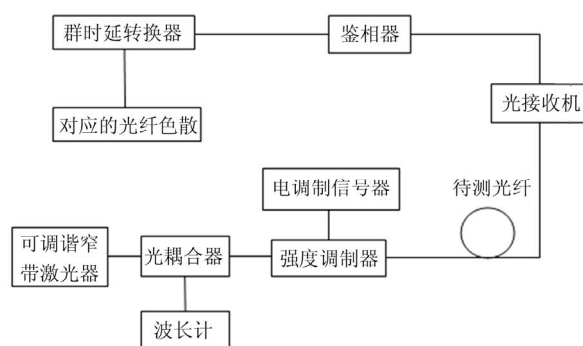 群时延转换器
鉴相器
光接收机
对应的光纤色散
电调制信号器
待测光纤
可调谐窄
带激光器
光耦合器
强度调制器
波长计